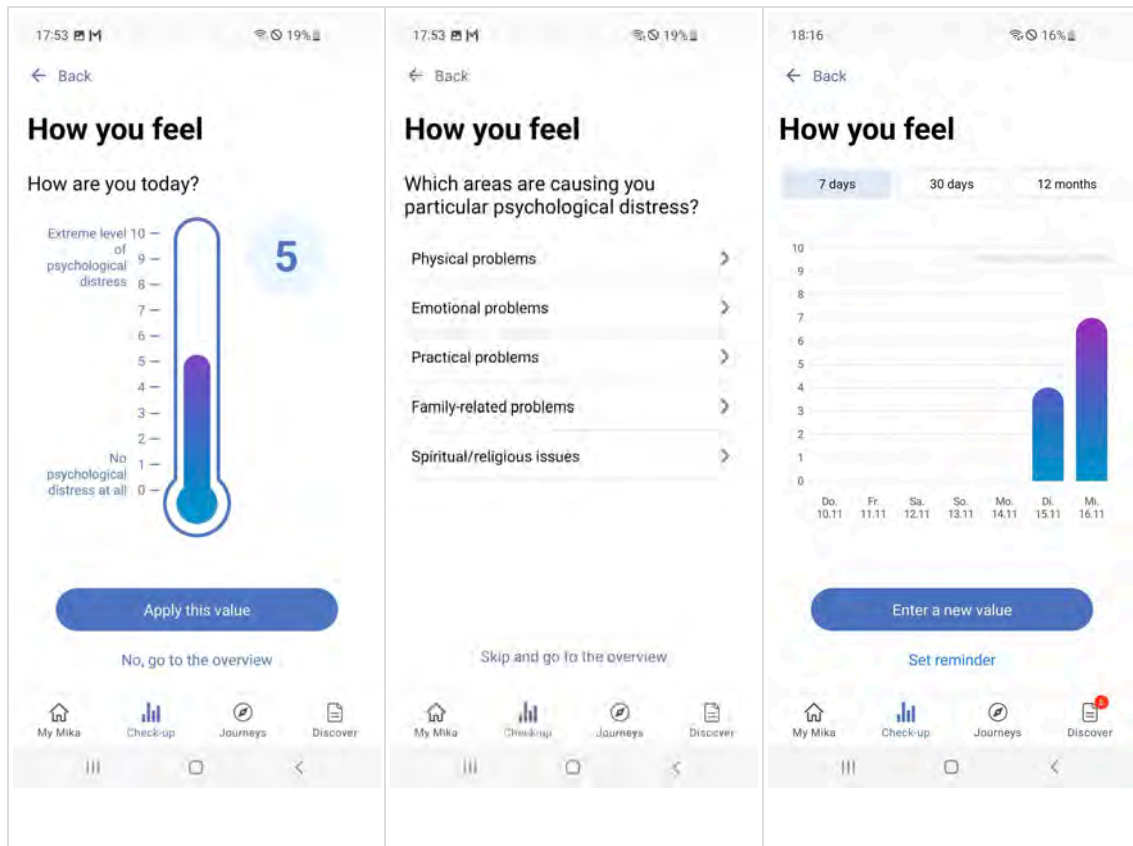 17:53 M 19%
Back
How you feel
How are you today?
Extreme level 10
of
psychological 9
distress 8
7
6
5
4
3
2
No
psychological 1
distress at all 0
5
Apply this value
No, go to the overview
My Mika Check-up Journeys Discover
17:53 M 19%
Back
How you feel
Which areas are causing you
particular psychological distress?
Physical problems
Emotional problems
Practical problems
Family-related problems
Spiritual/religious issues
Skip and go to the overview
My Mika Check-up Journeys Discover
18:16 16%
Back
How you feel
7 days 30 days 12 months
10
9
8
7
6
5
4
3
2
1
0
Do. Fr. Sa. So. Mo. Di. Mi.
10.11 11.11 12.11 13.11 14.11 15.11 16.11
Enter a new value
Set reminder
My Mika Check-up Journeys Discover